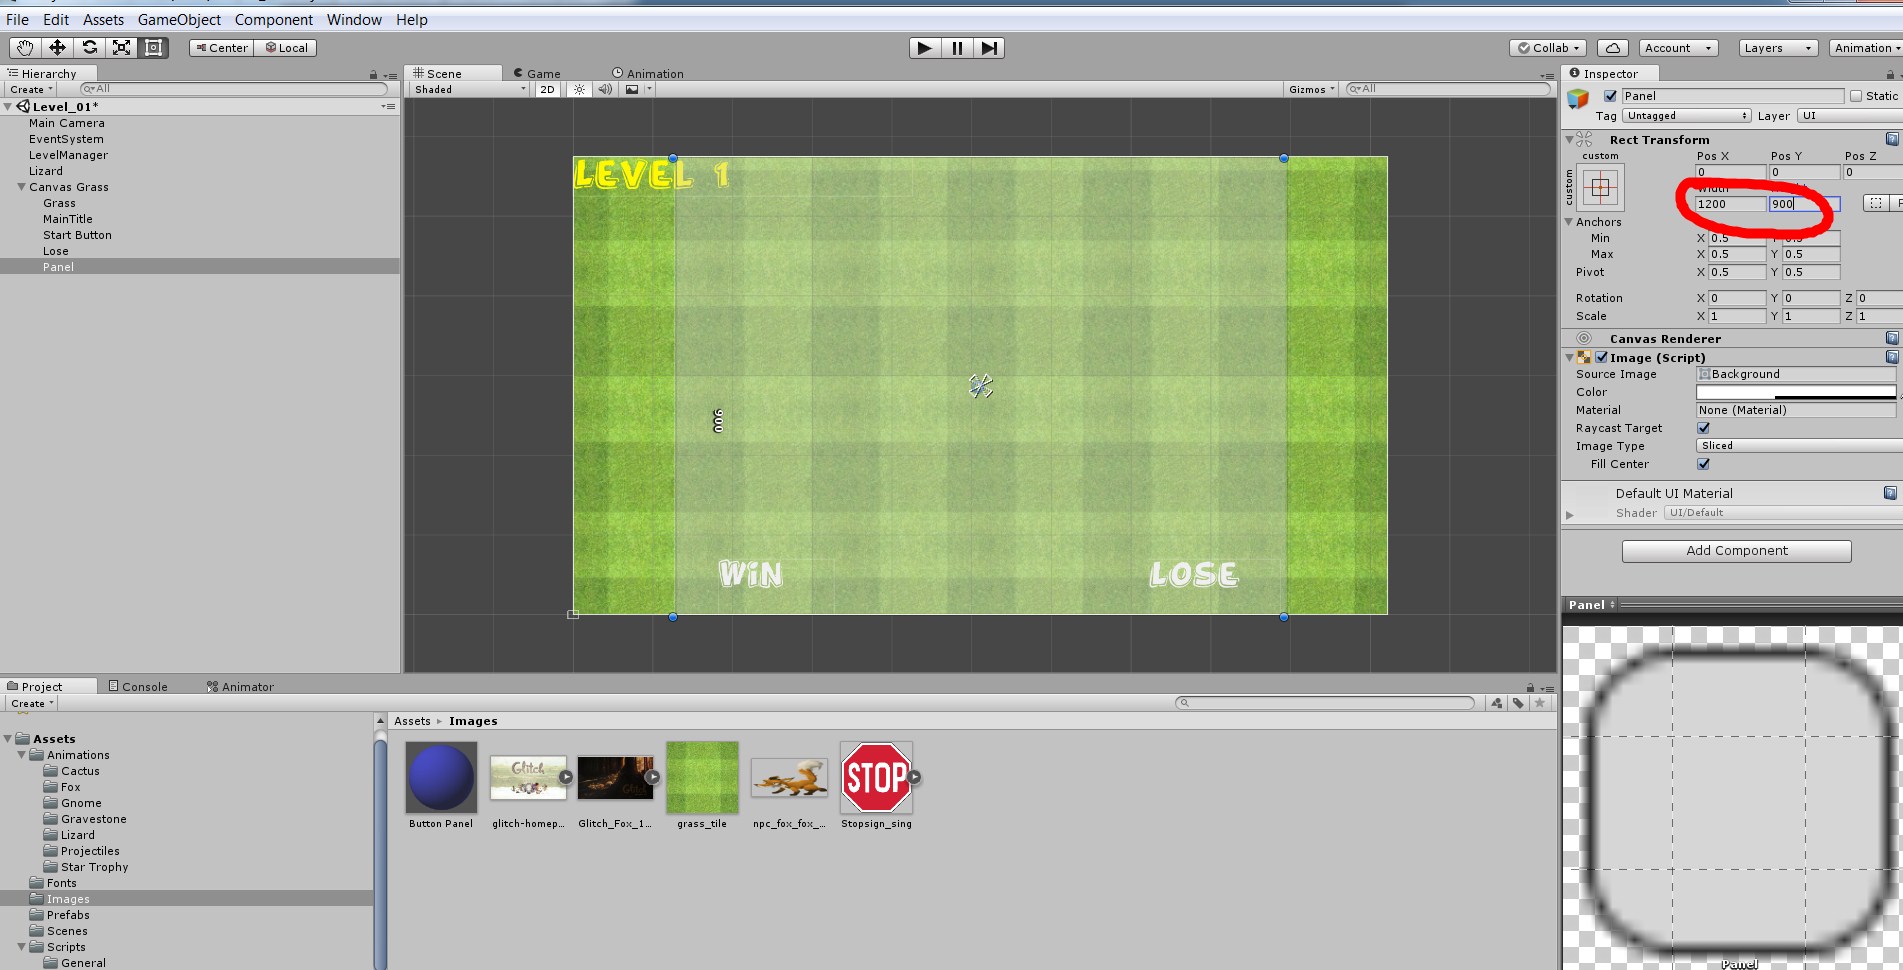 File Edit Assets GameObject Component Window Help
Center Local
Collab Account Layers Animation
Hierarchy
Create All
Level_01*
Main Camera
EventSystem
LevelManager
Lizard
Canvas Grass
Grass
MainTitle
Start Button
Lose
Panel
Scene Game Animation
Shaded 2D Gizmos All
LEVEL 1
900
WiN LOSE
Inspector
Panel Static
Tag Untagged Layer UI
Rect Transform
custom Pos X Pos Y Pos Z
custom
0 0 0
Width
1200 900
Anchors
Min X 0.5 Y 0.5
Max X 0.5 Y 0.5
Pivot X 0.5 Y 0.5
Rotation X 0 Y 0 Z 0
Scale X 1 Y 1 Z 1
Canvas Renderer
Image (Script)
Source Image Background
Color
Material None (Material)
Raycast Target
Image Type Sliced
Fill Center
Default UI Material
Shader UI/Default
Add Component
Panel
Panel
Project Console Animator
Create
Assets
Animations
Cactus
Fox
Gnome
Gravestone
Lizard
Projectiles
Star Trophy
Fonts
Images
Prefabs
Scenes
Scripts
General
Assets Images
STOP
Button Panel glitch-homep... Glitch_Fox_1... grass_tile npc_fox_fox_... Stopsign_sing